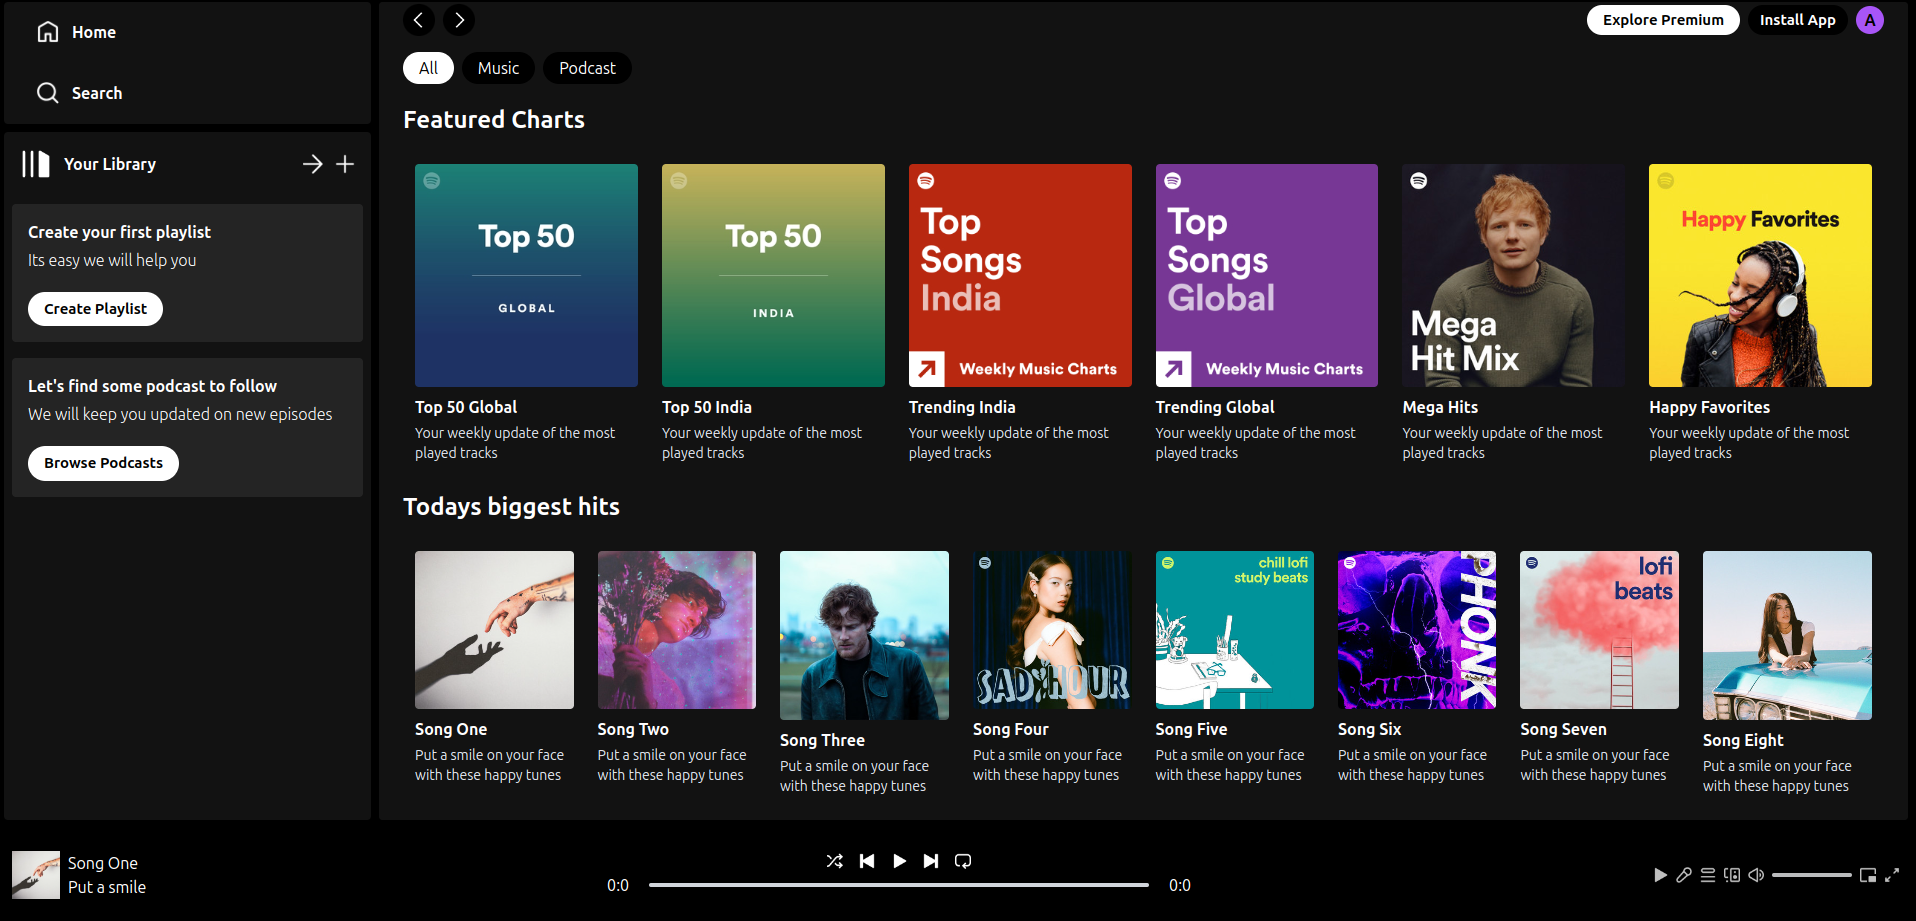 Home
Search
Your Library
Create your first playlist
Its easy we will help you
Create Playlist
Let's find some podcast to follow
We will keep you updated on new episodes
Browse Podcasts
Explore Premium
Install App
A
All
Music
Podcast
Featured Charts
Top 50
GLOBAL
Top 50 Global
Your weekly update of the most
played tracks
Top 50
INDIA
Top 50 India
Your weekly update of the most
played tracks
Top
Songs
India
Weekly Music Charts
Trending India
Your weekly update of the most
played tracks
Top
Songs
Global
Weekly Music Charts
Trending Global
Your weekly update of the most
played tracks
Mega
Hit Mix
Mega Hits
Your weekly update of the most
played tracks
Happy Favorites
Happy Favorites
Your weekly update of the most
played tracks
Todays biggest hits
Song One
Put a smile on your face
with these happy tunes
Song Two
Put a smile on your face
with these happy tunes
Song Three
Put a smile on your face
with these happy tunes
SAD HOUR
Song Four
Put a smile on your face
with these happy tunes
chill lofi
study beats
Song Five
Put a smile on your face
with these happy tunes
PHONK
Song Six
Put a smile on your face
with these happy tunes
lofi
beats
Song Seven
Put a smile on your face
with these happy tunes
Song Eight
Put a smile on your face
with these happy tunes
Song One
Put a smile
0:0
0:0